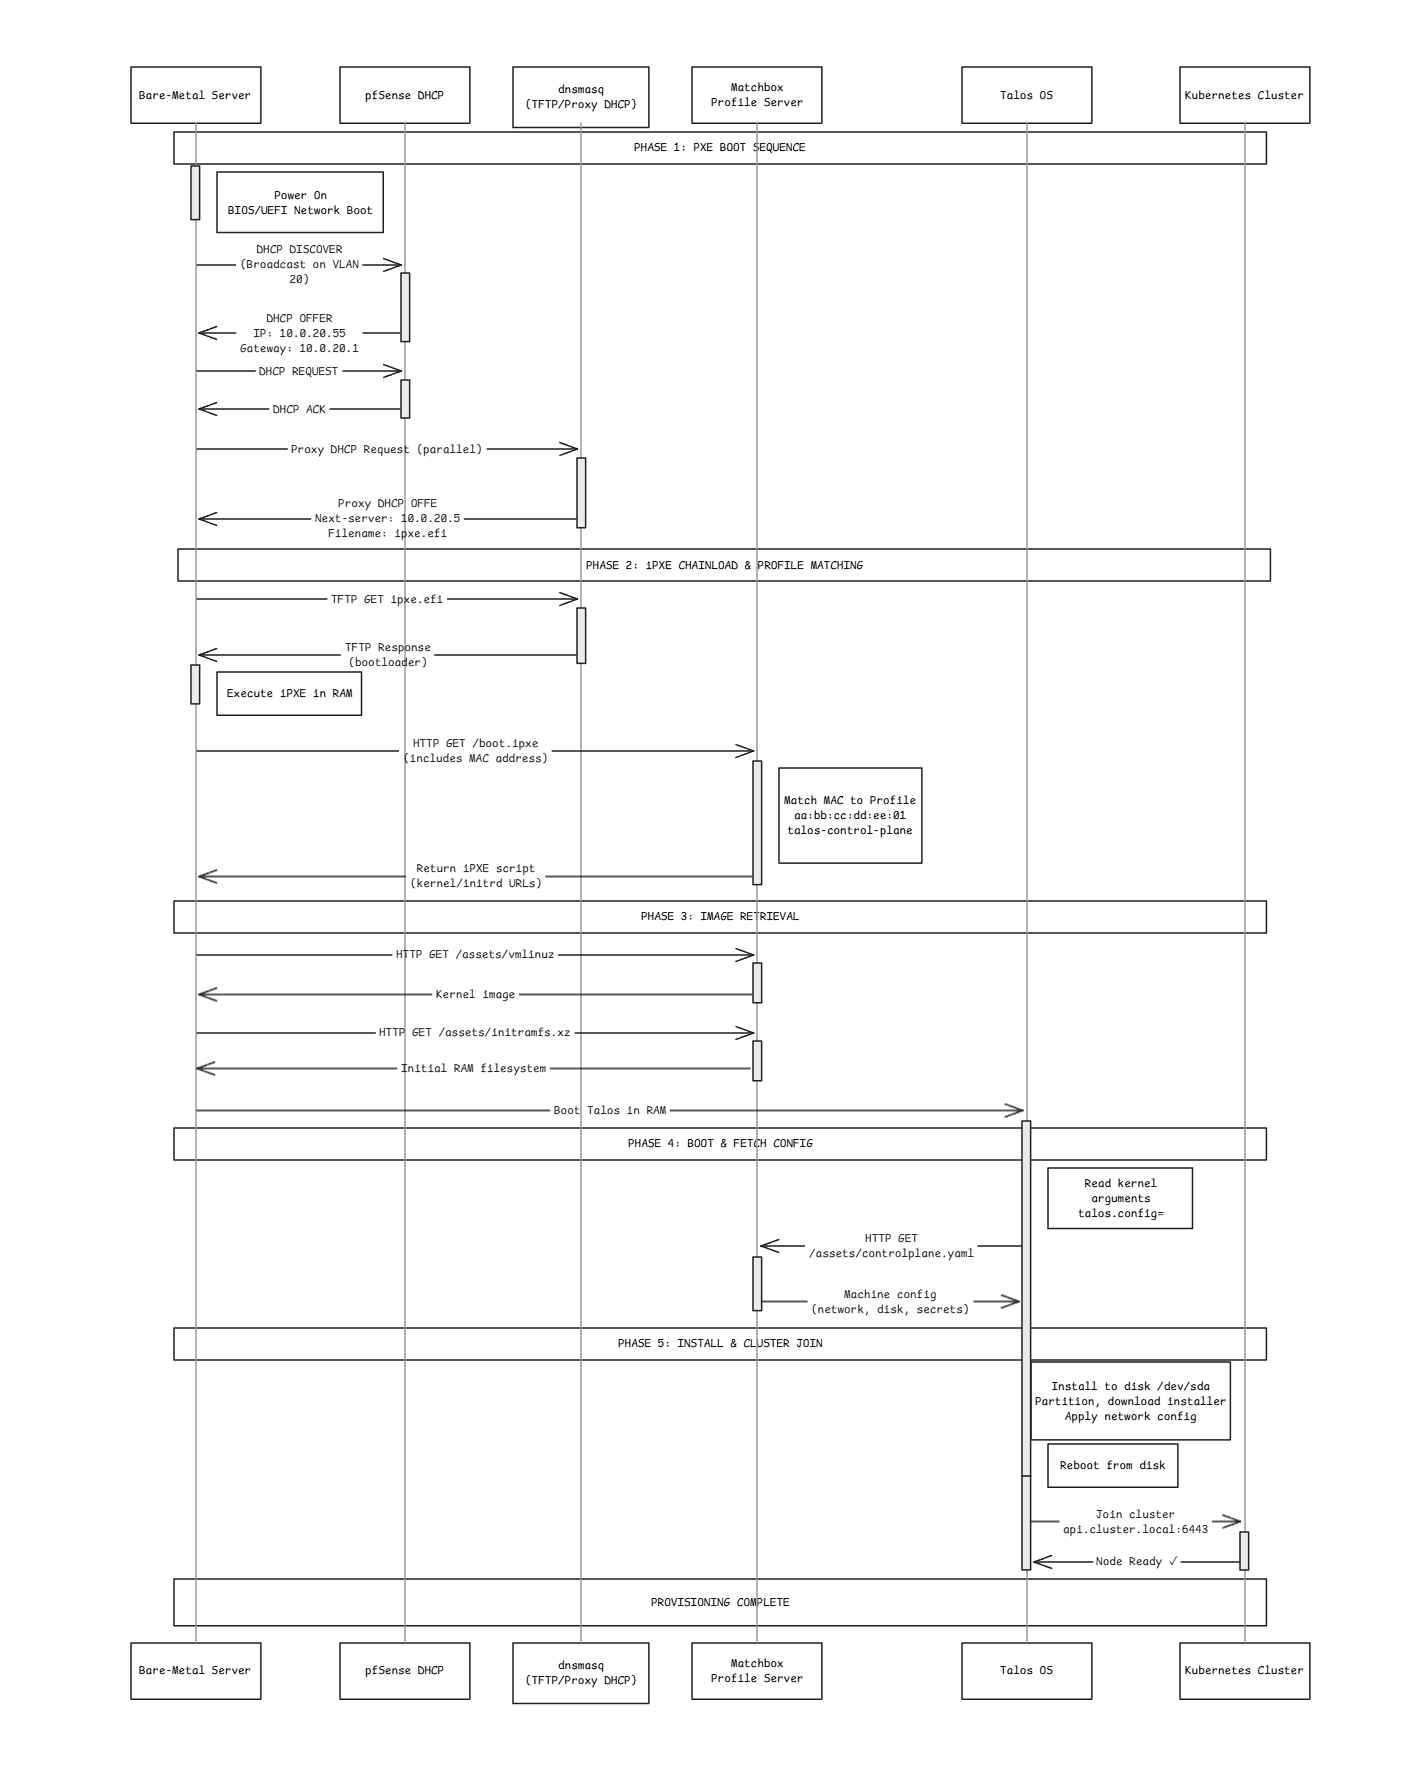 Bare-Metal Server
pfSense DHCP
dnsmasq
(TFTP/Proxy DHCP)
Matchbox
Profile Server
Talos OS
Kubernetes Cluster
PHASE 1: PXE BOOT SEQUENCE
Power On
BIOS/UEFI Network Boot
DHCP DISCOVER
(Broadcast on VLAN
20)
DHCP OFFER
IP: 10.0.20.55
Gateway: 10.0.20.1
DHCP REQUEST
DHCP ACK
Proxy DHCP Request (parallel)
Proxy DHCP OFFE
Next-server: 10.0.20.5
Filename: ipxe.efi
PHASE 2: iPXE CHAINLOAD & PROFILE MATCHING
TFTP GET ipxe.efi
TFTP Response
(bootloader)
Execute iPXE in RAM
HTTP GET /boot.ipxe
(includes MAC address)
Match MAC to Profile
aa:bb:cc:dd:ee:01
talos-control-plane
Return iPXE script
(kernel/initrd URLs)
PHASE 3: IMAGE RETRIEVAL
HTTP GET /assets/vmlinuz
Kernel image
HTTP GET /assets/initramfs.xz
Initial RAM filesystem
Boot Talos in RAM
PHASE 4: BOOT & FETCH CONFIG
Read kernel
arguments
talos.config=
HTTP GET
/assets/controlplane.yaml
Machine config
(network, disk, secrets)
PHASE 5: INSTALL & CLUSTER JOIN
Install to disk /dev/sda
Partition, download installer
Apply network config
Reboot from disk
Join cluster
api.cluster.local:6443
Node Ready ✓
PROVISIONING COMPLETE
Bare-Metal Server
pfSense DHCP
dnsmasq
(TFTP/Proxy DHCP)
Matchbox
Profile Server
Talos OS
Kubernetes Cluster